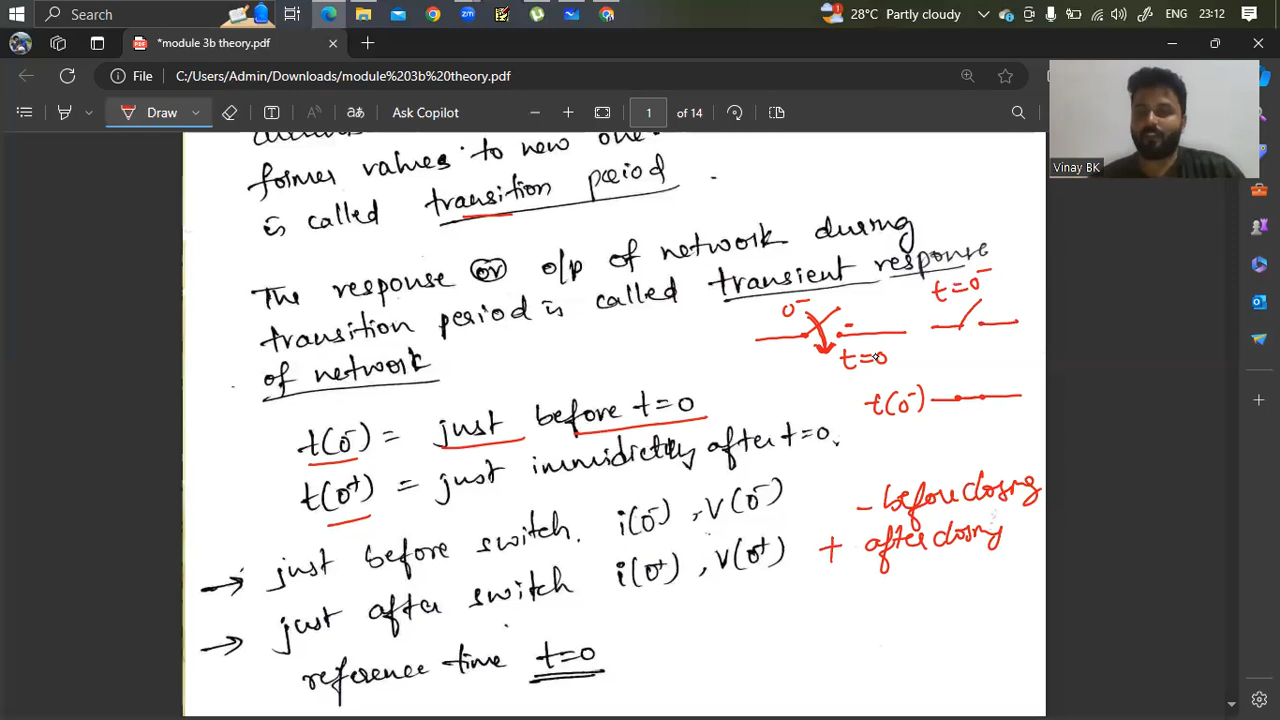 Search
28°C Partly cloudy
ENG
23:12
*module 3b theory.pdf
File
C:/Users/Admin/Downloads/module%203b%20theory.pdf
Draw
aあ
Ask Copilot
1
of 14
Vinay BK
former values to new one.
is called transition period .
The response or o/p of network during
transition period is called transient response
of network
0⁻
t=0
t=0⁻
t(0⁻)
t(0⁻) = just before t=0
t(0⁺) = just immidietly after t=0.
→ just before switch. i(0⁻), v(0⁻)
- before closing
→ just after switch i(0⁺), v(0⁺)
+ after closing
reference time t=0